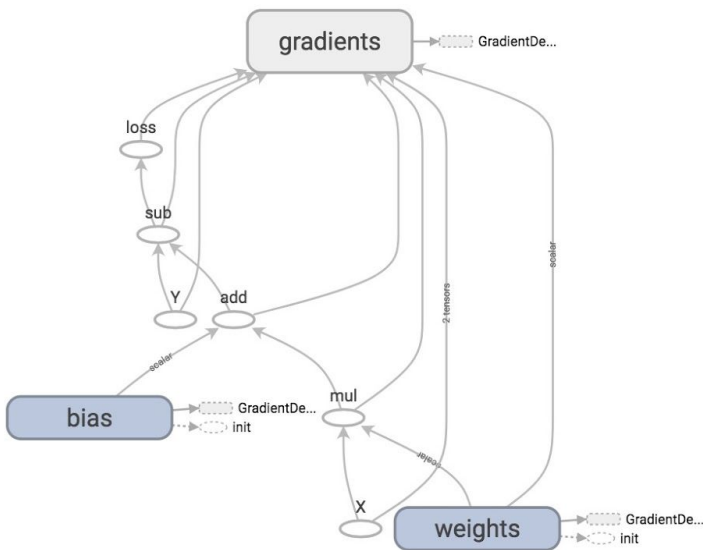 gradients
GradientDe...
loss
sub
Y
add
2 tensors
scalar
scalar
bias
GradientDe...
init
mul
scalar
X
weights
GradientDe...
init